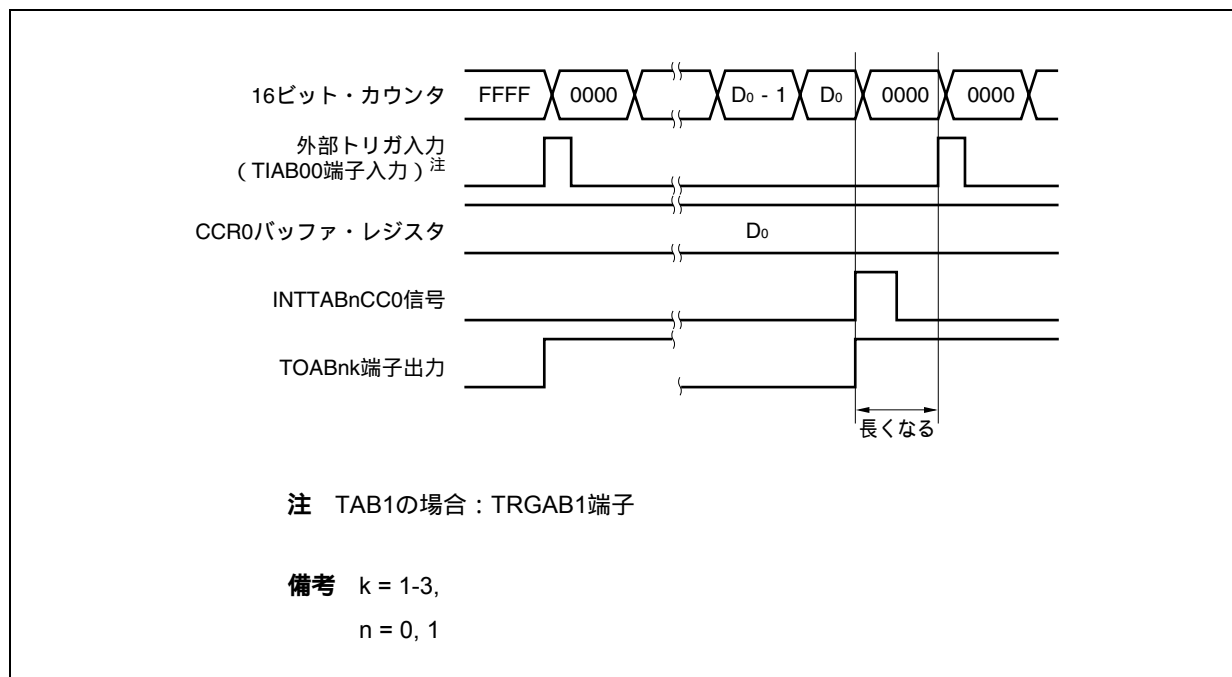 16ビット・カウンタ FFFF 0000 D0 - 1 D0 0000 0000
外部トリガ入力
(TIAB00端子入力)注
CCR0バッファ・レジスタ D0
INTTABnCC0信号
TOABnk端子出力
長くなる
注 TAB1の場合:TRGAB1端子
備考 k = 1-3,
n = 0, 1